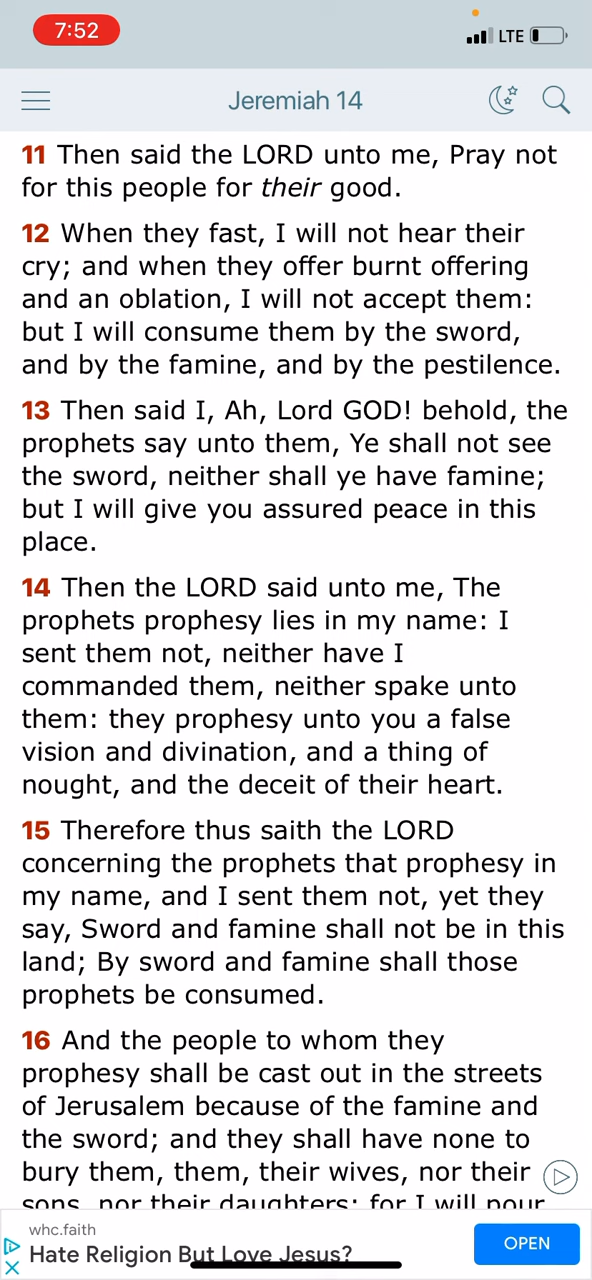 7:52
LTE
Jeremiah 14
11 Then said the LORD unto me, Pray not
for this people for their good.
12 When they fast, I will not hear their
cry; and when they offer burnt offering
and an oblation, I will not accept them:
but I will consume them by the sword,
and by the famine, and by the pestilence.
13 Then said I, Ah, Lord GOD! behold, the
prophets say unto them, Ye shall not see
the sword, neither shall ye have famine;
but I will give you assured peace in this
place.
14 Then the LORD said unto me, The
prophets prophesy lies in my name: I
sent them not, neither have I
commanded them, neither spake unto
them: they prophesy unto you a false
vision and divination, and a thing of
nought, and the deceit of their heart.
15 Therefore thus saith the LORD
concerning the prophets that prophesy in
my name, and I sent them not, yet they
say, Sword and famine shall not be in this
land; By sword and famine shall those
prophets be consumed.
16 And the people to whom they
prophesy shall be cast out in the streets
of Jerusalem because of the famine and
the sword; and they shall have none to
bury them, them, their wives, nor their
sons, nor their daughters: for I will pour
whc.faith
Hate Religion But Love Jesus?
OPEN